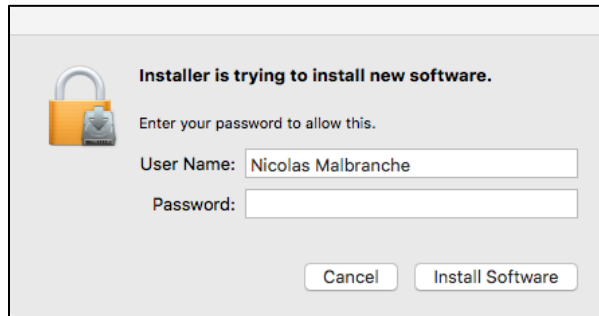 Installer is trying to install new software.
Enter your password to allow this.
User Name: Nicolas Malbranche
Password:
Cancel Install Software